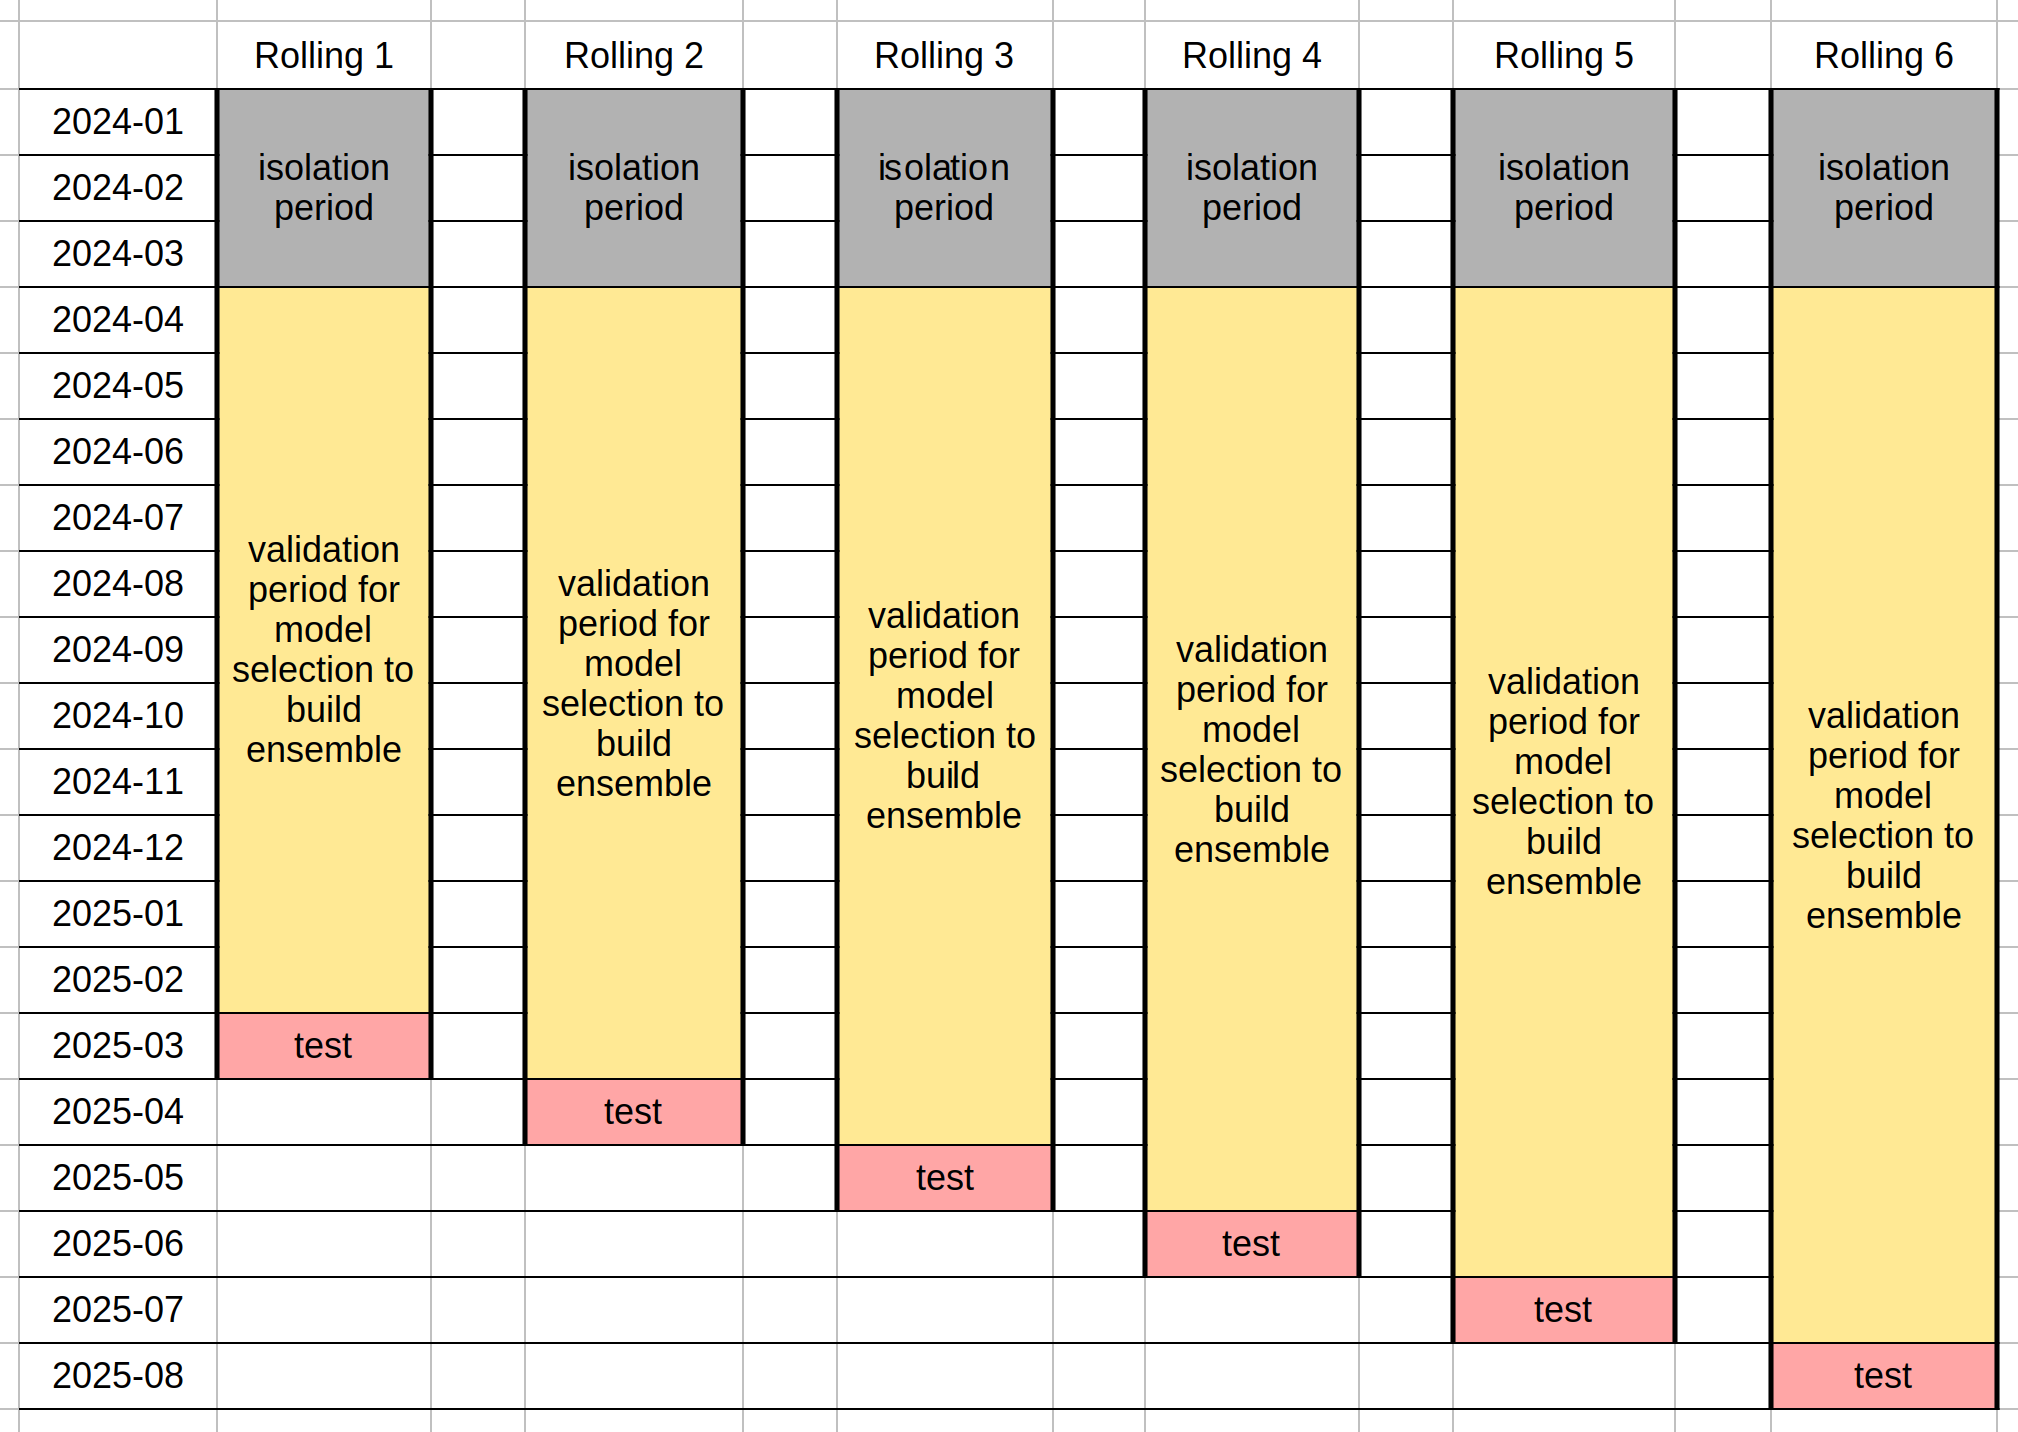 Rolling 1 Rolling 2 Rolling 3 Rolling 4 Rolling 5 Rolling 6
2024-01
2024-02
2024-03
2024-04
2024-05
2024-06
2024-07
2024-08
2024-09
2024-10
2024-11
2024-12
2025-01
2025-02
2025-03
2025-04
2025-05
2025-06
2025-07
2025-08
isolation
period
validation
period for
model
selection to
build
ensemble
test
isolation
period
validation
period for
model
selection to
build
ensemble
test
isolation
period
validation
period for
model
selection to
build
ensemble
test
isolation
period
validation
period for
model
selection to
build
ensemble
test
isolation
period
validation
period for
model
selection to
build
ensemble
test
isolation
period
validation
period for
model
selection to
build
ensemble
test